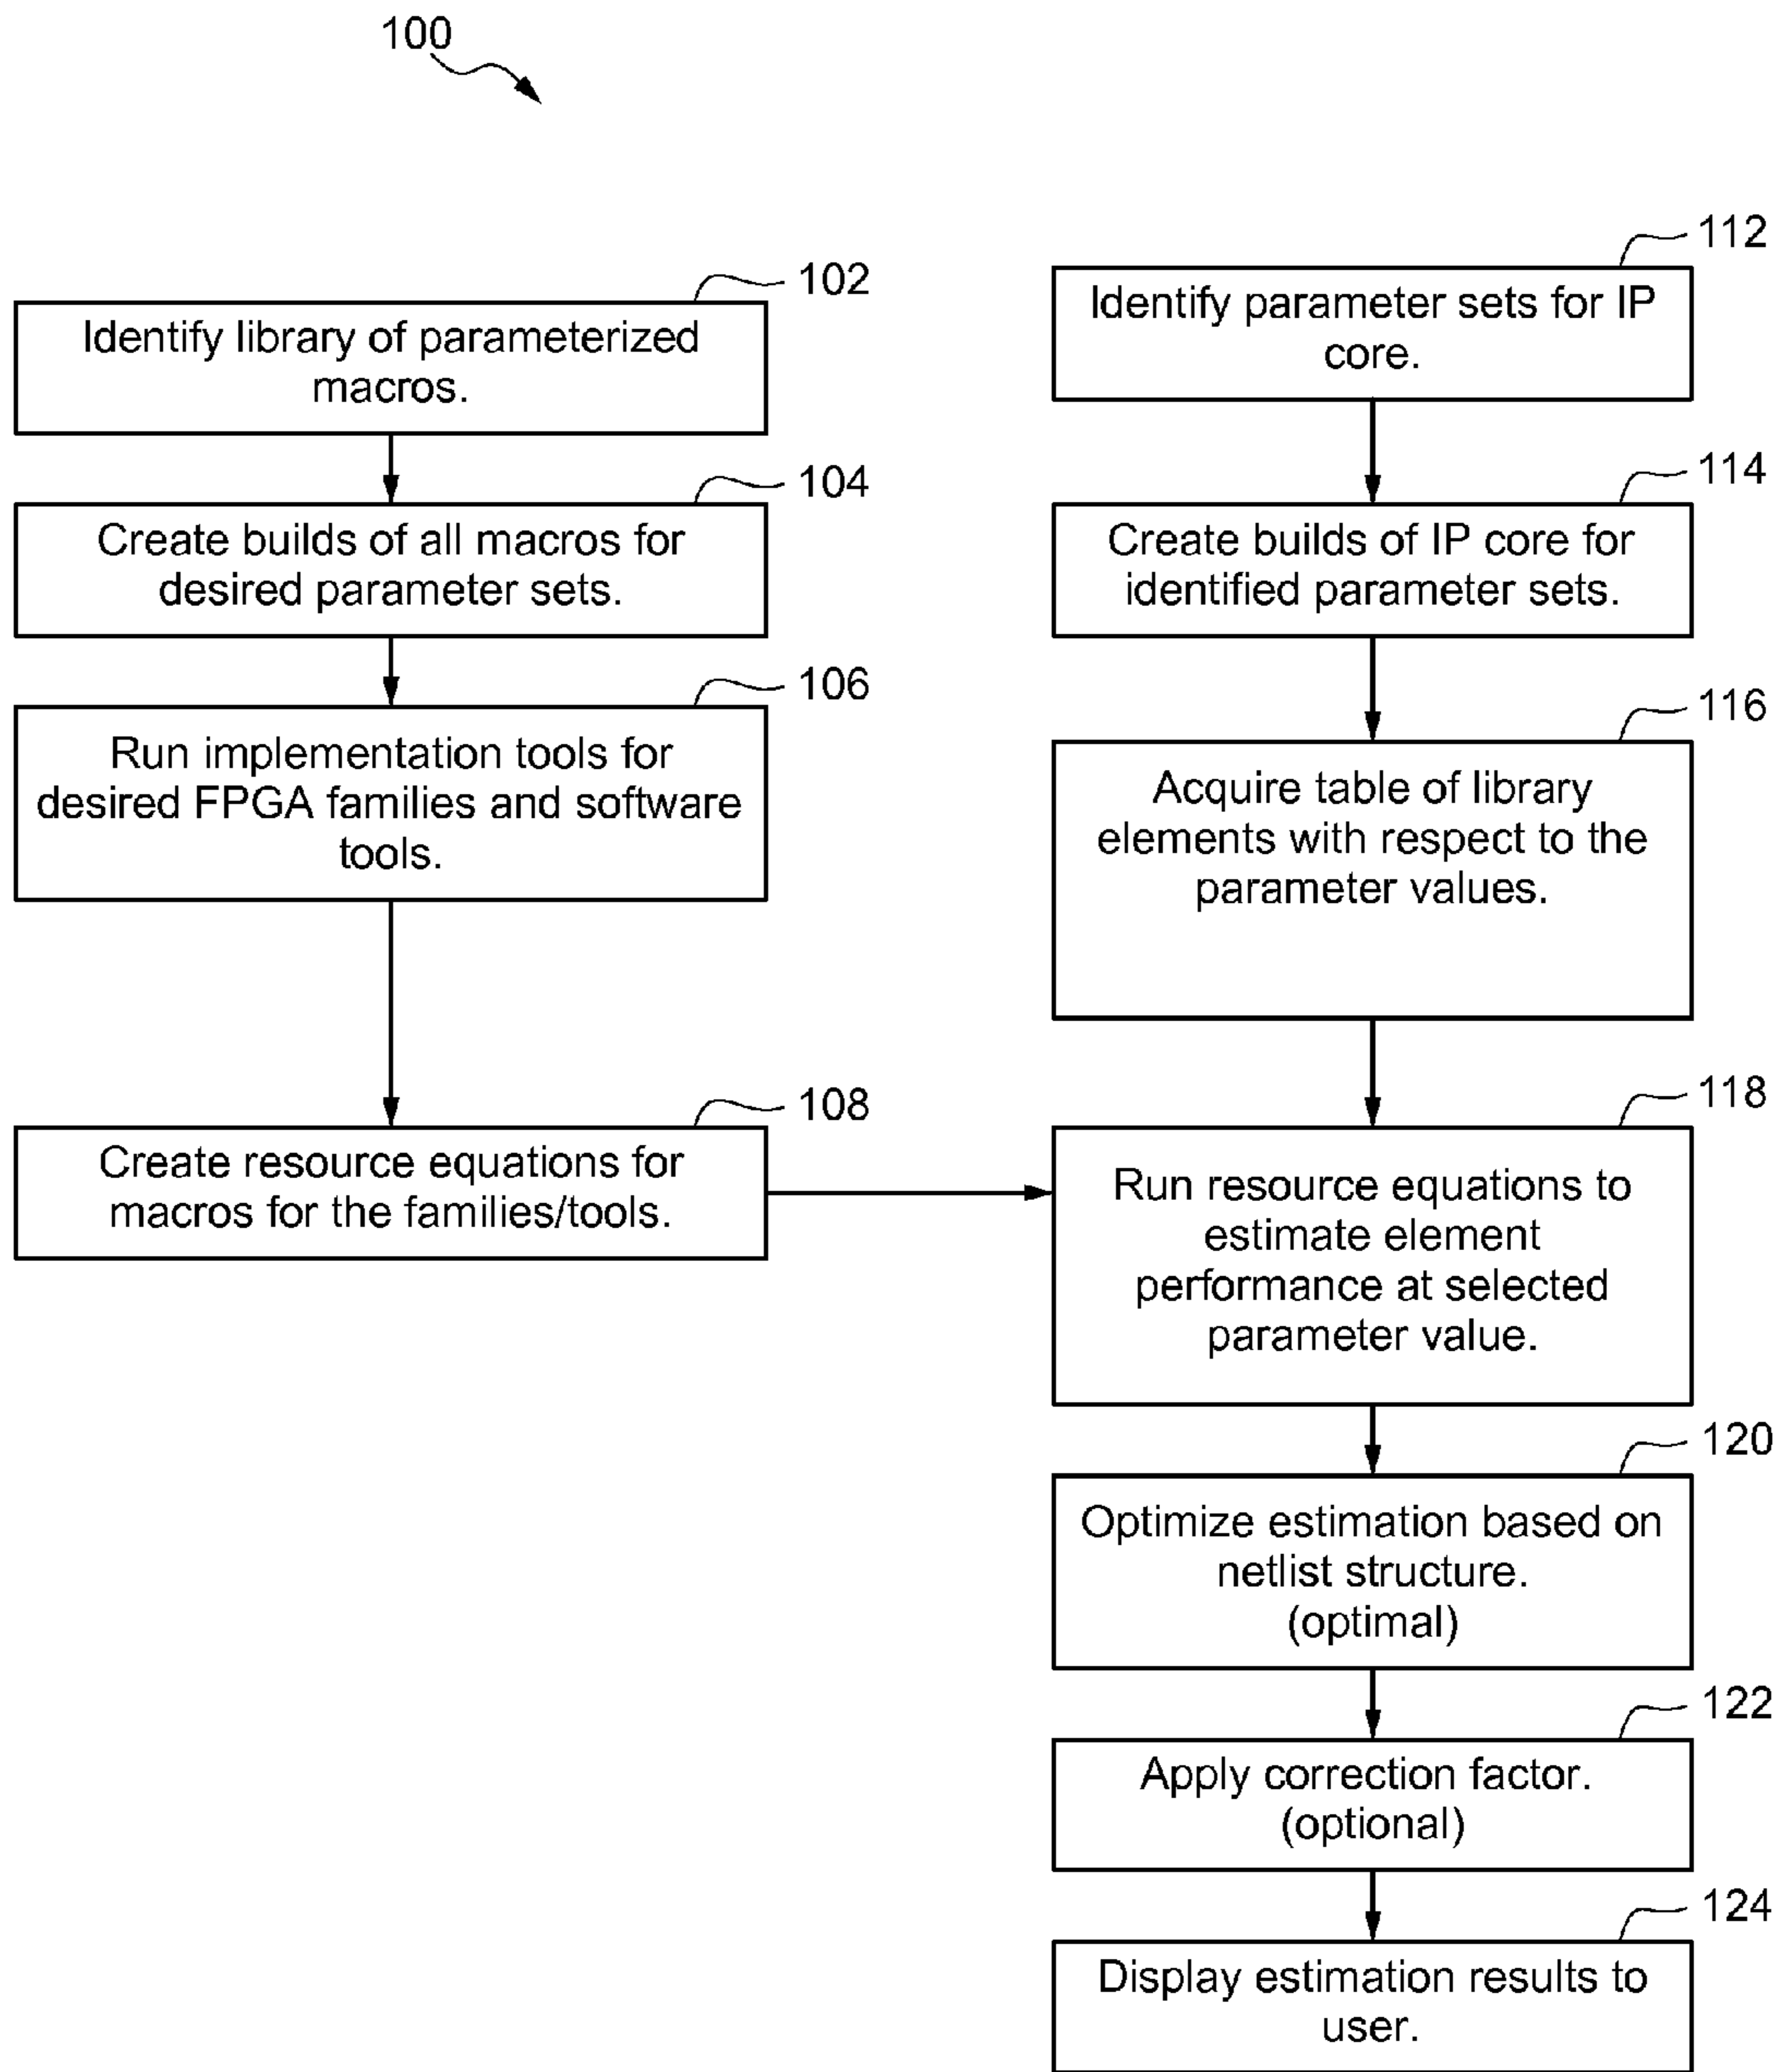 100
102
Identify library of parameterized
macros.
104
Create builds of all macros for
desired parameter sets.
106
Run implementation tools for
desired FPGA families and software
tools.
108
Create resource equations for
macros for the families/tools.
112
Identify parameter sets for IP
core.
114
Create builds of IP core for
identified parameter sets.
116
Acquire table of library
elements with respect to the
parameter values.
118
Run resource equations to
estimate element
performance at selected
parameter value.
120
Optimize estimation based on
netlist structure.
(optimal)
122
Apply correction factor.
(optional)
124
Display estimation results to
user.